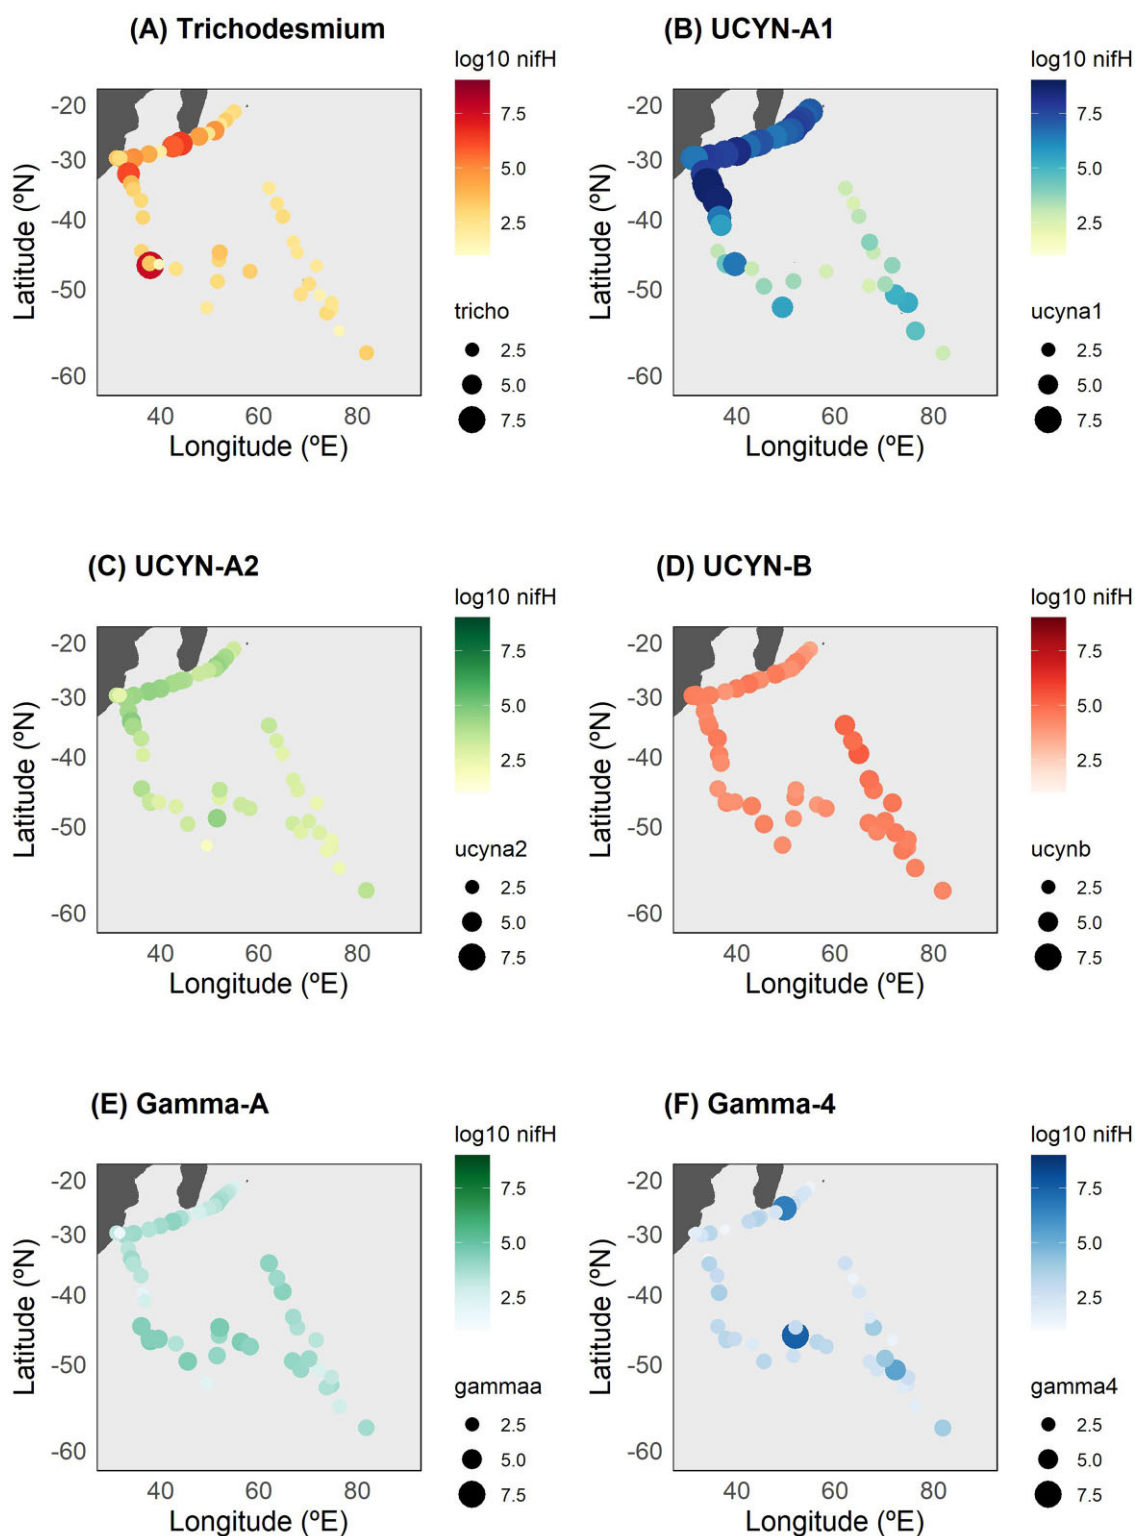 (A) Trichodesmium
(B) UCYN-A1
log10 nifH
7.5
5.0
2.5
tricho
2.5
5.0
7.5
Latitude (ºN)
-20
-30
-40
-50
-60
40
60
80
Longitude (ºE)
log10 nifH
7.5
5.0
2.5
ucyna1
2.5
5.0
7.5
Latitude (ºN)
-20
-30
-40
-50
-60
40
60
80
Longitude (ºE)
(C) UCYN-A2
(D) UCYN-B
log10 nifH
7.5
5.0
2.5
ucyna2
2.5
5.0
7.5
Latitude (ºN)
-20
-30
-40
-50
-60
40
60
80
Longitude (ºE)
log10 nifH
7.5
5.0
2.5
ucynb
2.5
5.0
7.5
Latitude (ºN)
-20
-30
-40
-50
-60
40
60
80
Longitude (ºE)
(E) Gamma-A
(F) Gamma-4
log10 nifH
7.5
5.0
2.5
gammaa
2.5
5.0
7.5
Latitude (ºN)
-20
-30
-40
-50
-60
40
60
80
Longitude (ºE)
log10 nifH
7.5
5.0
2.5
gamma4
2.5
5.0
7.5
Latitude (ºN)
-20
-30
-40
-50
-60
40
60
80
Longitude (ºE)